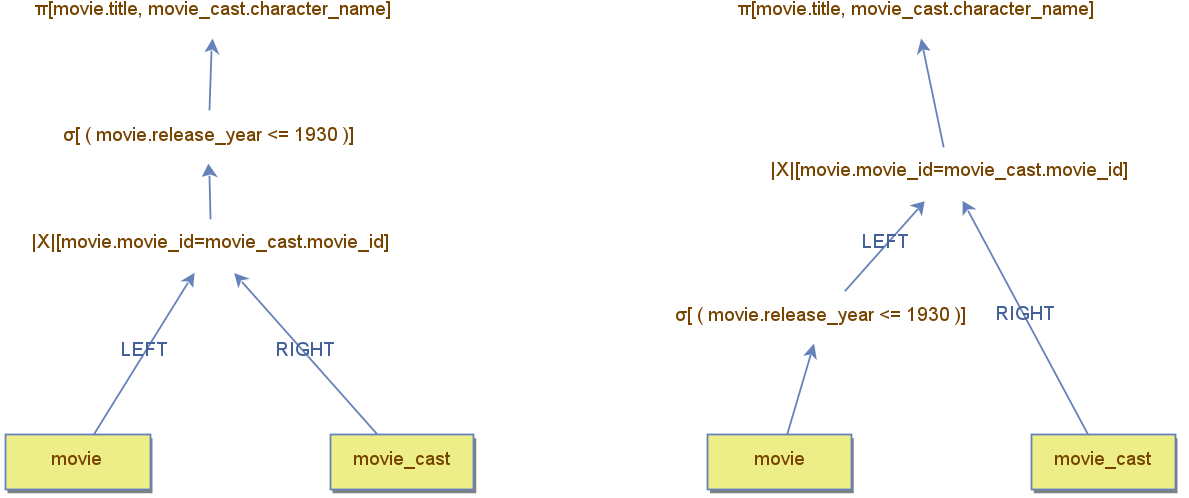 π[movie.title, movie_cast.character_name]
σ[ ( movie.release_year <= 1930 )]
|X|[movie.movie_id=movie_cast.movie_id]
LEFT
RIGHT
movie
movie_cast
π[movie.title, movie_cast.character_name]
|X|[movie.movie_id=movie_cast.movie_id]
LEFT
σ[ ( movie.release_year <= 1930 )]
RIGHT
movie
movie_cast